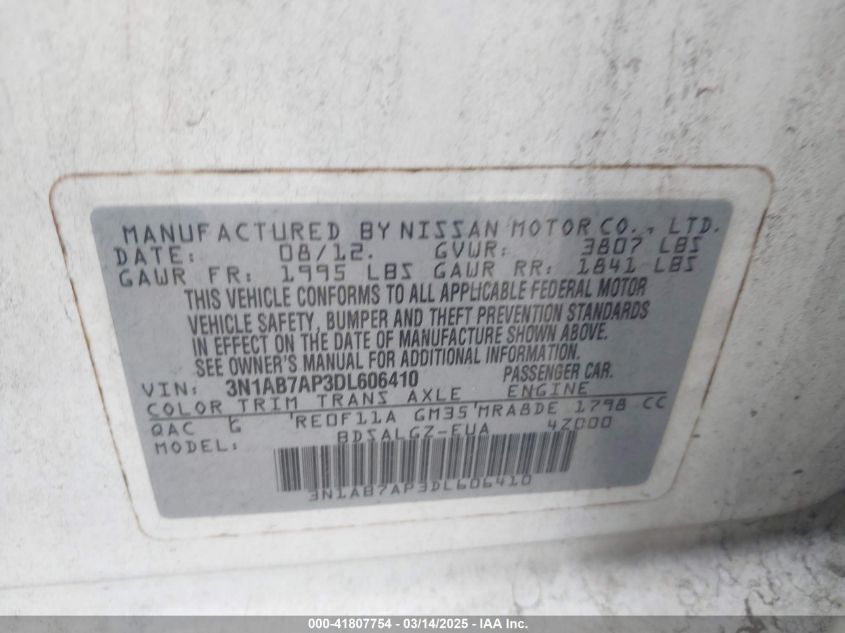 MANUFACTURED BY NISSAN MOTOR CO., LTD.
DATE: 08/12. GVWR: 3807 LBS
GAWR FR: 1995 LBS GAWR RR: 1841 LBS
THIS VEHICLE CONFORMS TO ALL APPLICABLE FEDERAL MOTOR
VEHICLE SAFETY, BUMPER AND THEFT PREVENTION STANDARDS
IN EFFECT ON THE DATE OF MANUFACTURE SHOWN ABOVE.
SEE OWNER'S MANUAL FOR ADDITIONAL INFORMATION.
VIN: 3N1AB7AP3DL606410 PASSENGER CAR.
COLOR TRIM TRANS AXLE ENGINE
QAC G RE0F11A GM35 MRA8DE 1798 CC
MODEL: BDSALGZ-EUA 4Z000
3N1AB7AP3DL606410
000-41807754 - 03/14/2025 - IAA Inc.